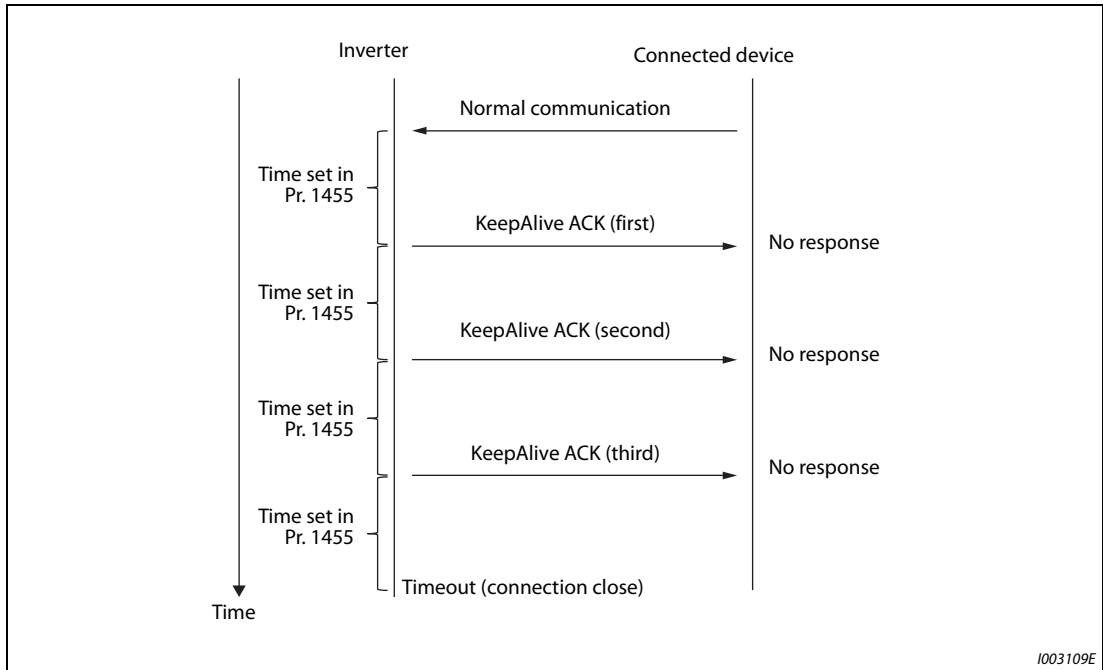 Inverter
Connected device
Normal communication
Time set in
Pr. 1455
KeepAlive ACK (first)
No response
Time set in
Pr. 1455
KeepAlive ACK (second)
No response
Time set in
Pr. 1455
KeepAlive ACK (third)
No response
Time set in
Pr. 1455
Timeout (connection close)
Time
I003109E